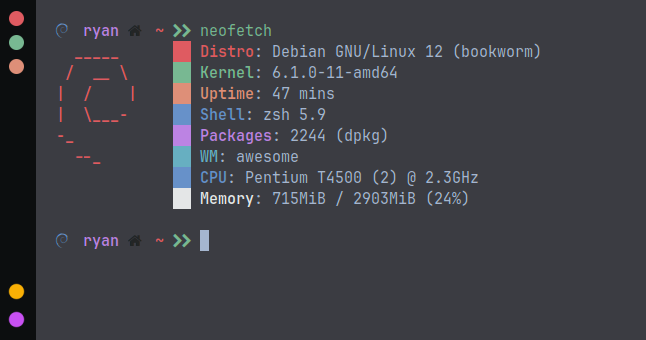 ryan ~ >> neofetch
Distro: Debian GNU/Linux 12 (bookworm)
Kernel: 6.1.0-11-amd64
Uptime: 47 mins
Shell: zsh 5.9
Packages: 2244 (dpkg)
WM: awesome
CPU: Pentium T4500 (2) @ 2.3GHz
Memory: 715MiB / 2903MiB (24%)
ryan ~ >>